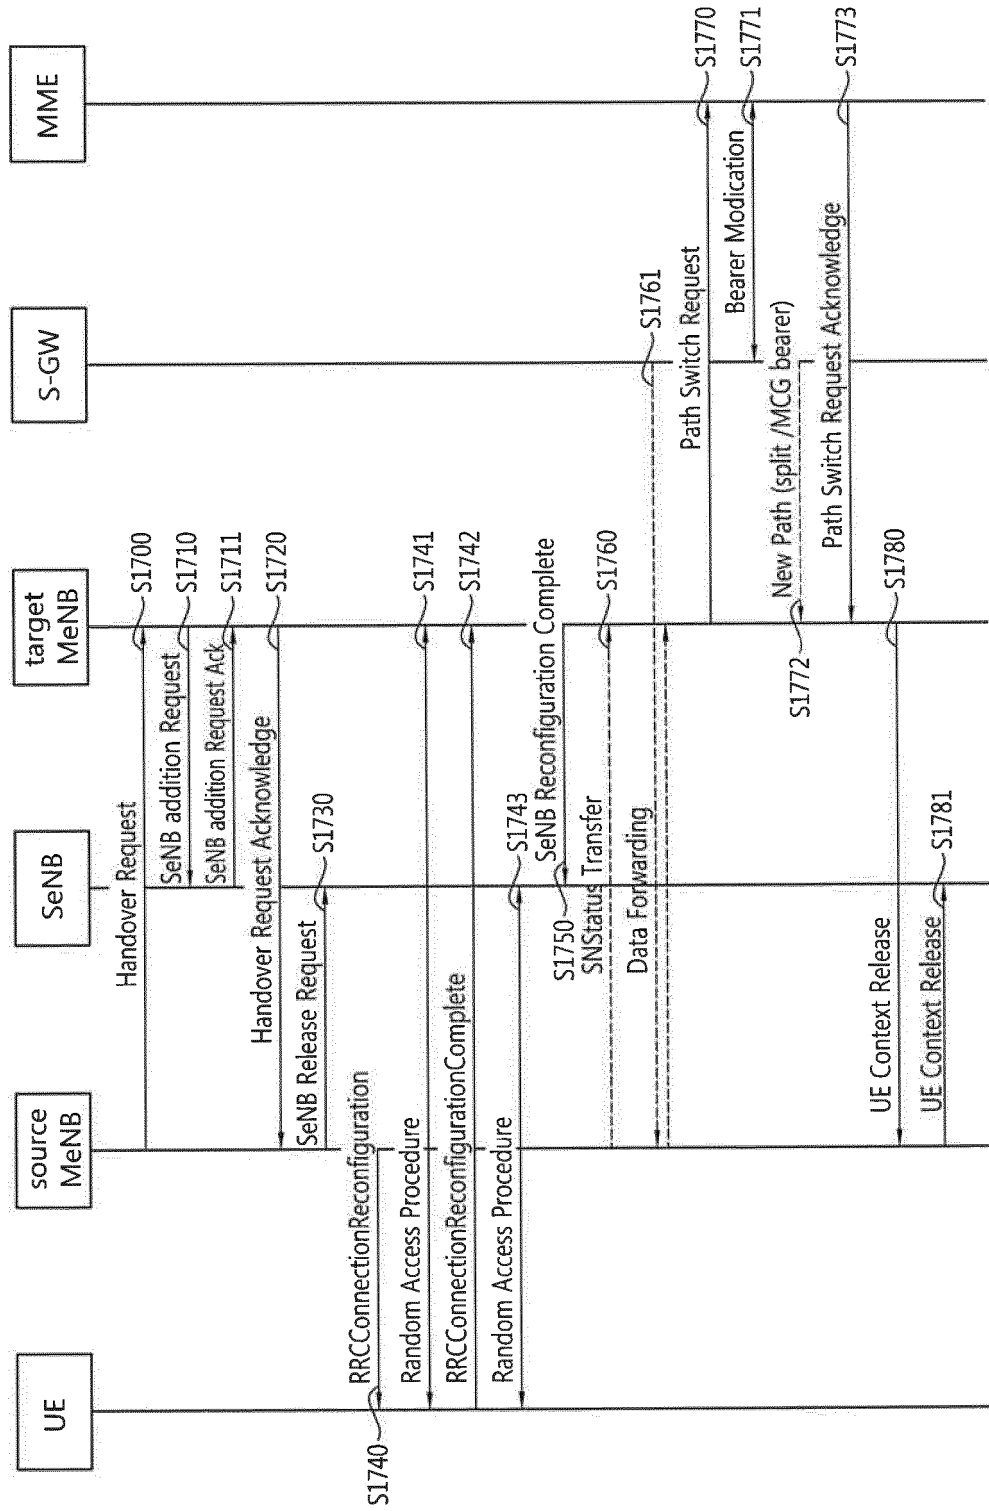 UE
source
MeNB
SeNB
target
MeNB
S-GW
MME
Handover Request
S1700
SeNB addition Request
S1710
SeNB addition Request Ack
S1711
Handover Request Acknowledge
S1720
SeNB Release Request
S1730
RRCConnectionReconfiguration
S1740
Random Access Procedure
S1741
RRCConnectionReconfigurationComplete
S1742
Random Access Procedure
S1743
SeNB Reconfiguration Complete
S1750
SNStatus Transfer
S1760
Data Forwarding
S1761
Path Switch Request
S1770
Bearer Modication
S1771
New Path (split /MCG bearer)
S1772
Path Switch Request Acknowledge
S1773
UE Context Release
S1780
UE Context Release
S1781